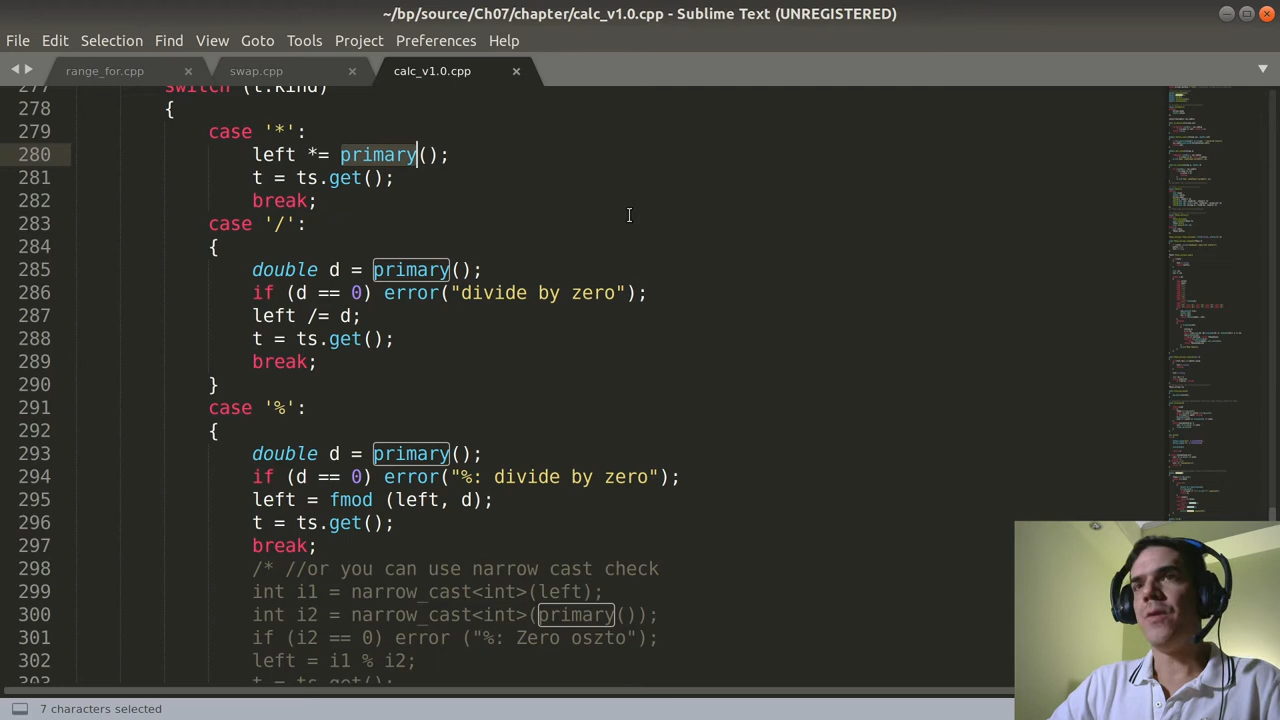 ~/bp/source/Ch07/chapter/calc_v1.0.cpp - Sublime Text (UNREGISTERED)
File Edit Selection Find View Goto Tools Project Preferences Help
range_for.cpp swap.cpp calc_v1.0.cpp
277 switch (t.kind)
278 {
279 case '*':
280 left *= primary();
281 t = ts.get();
282 break;
283 case '/':
284 {
285 double d = primary();
286 if (d == 0) error("divide by zero");
287 left /= d;
288 t = ts.get();
289 break;
290 }
291 case '%':
292 {
293 double d = primary();
294 if (d == 0) error("%: divide by zero");
295 left = fmod (left, d);
296 t = ts.get();
297 break;
298 /* //or you can use narrow cast check
299 int i1 = narrow_cast<int>(left);
300 int i2 = narrow_cast<int>(primary());
301 if (i2 == 0) error ("%: Zero oszto");
302 left = i1 % i2;
303 t = ts.get();
7 characters selected